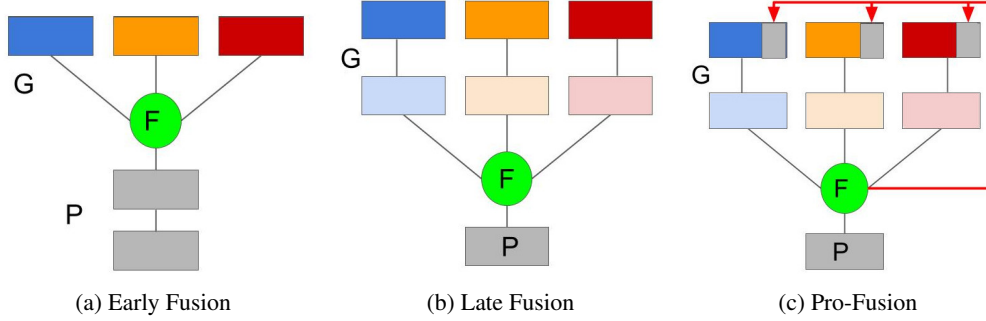 G
F
P
(a) Early Fusion
G
F
P
(b) Late Fusion
G
F
P
(c) Pro-Fusion